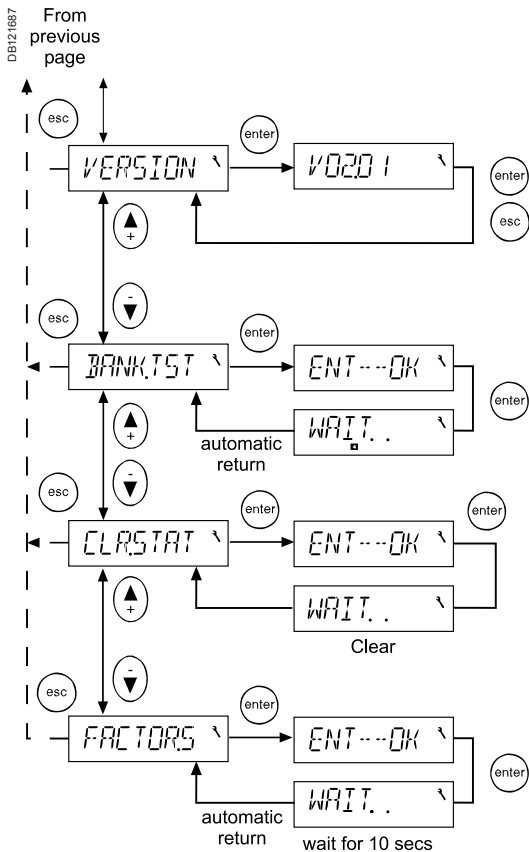 DB121687
From
previous
page
esc
enter
VERSION
V02.01
enter
esc
+
-
esc
enter
BANK.TST
ENT---OK
enter
WAIT..
automatic
return
+
-
esc
enter
enter
CLR.STAT
ENT---OK
WAIT..
Clear
+
-
esc
enter
FACTOR.S
ENT---OK
enter
WAIT..
automatic
return
wait for 10 secs